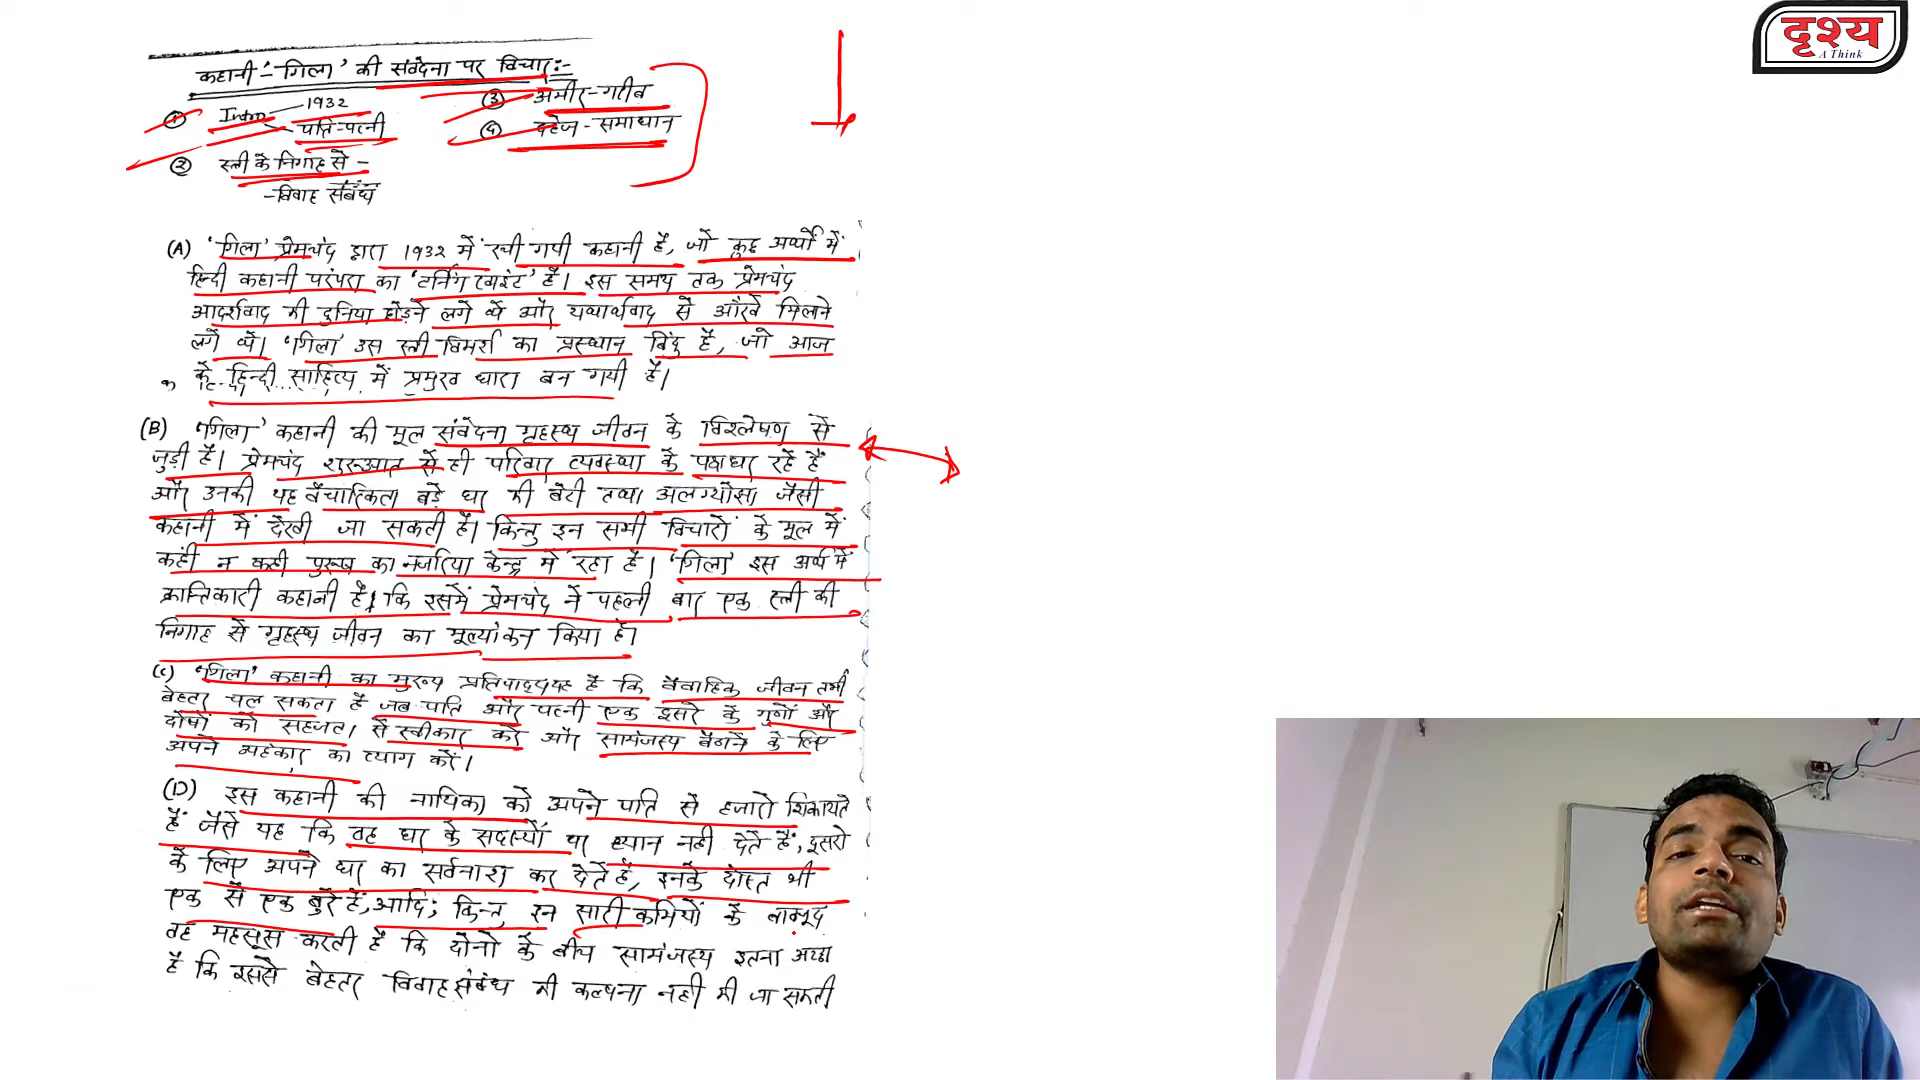 दृश्य
A Think
कहानी - 'गिला' की संवेदना पर विचार :-
① Intro - 1932
- पति-पत्नी
② स्त्री के निगाह से -
- विवाह संबंध
③ अमीर-गरीब
④ दहेज - समाधान
(A) 'गिला' प्रेमचंद द्वारा 1932 में रची गयी कहानी है, जो कुछ अर्थों में
हिन्दी कहानी परंपरा का 'टर्निंग प्वाइंट' है। इस समय तक प्रेमचंद
आदर्शवाद की दुनिया छोड़ने लगे थे और यथार्थवाद से आँखें मिलने
लगे थे। 'गिला' उस स्त्री विमर्श का प्रस्थान बिंदु है, जो आज
के हिन्दी साहित्य में प्रमुख धारा बन गयी है।
(B) 'गिला' कहानी की मूल संवेदना गृहस्थ जीवन के विश्लेषण से
जुड़ी है। प्रेमचंद शुरूआत से ही परिवार व्यवस्था के पक्षधर रहे हैं
और उनकी यह वैचारिकता बड़े घर की बेटी तथा अलग्योझा जैसी
कहानी में देखी जा सकती है। किन्तु इन सभी विचारों के मूल में
कहीं न कहीं पुरूष का नजरिया केन्द्र में रहा है। 'गिला' इस अर्थ में
क्रान्तिकारी कहानी है कि इसमें प्रेमचंद ने पहली बार एक स्त्री की
निगाह से गृहस्थ जीवन का मूल्यांकन किया है।
(C) 'गिला' कहानी का मुख्य प्रतिपाद्य यह है कि वैवाहिक जीवन तभी
बेहतर चल सकता है जब पति और पत्नी एक दूसरे के गुणों और
दोषों को सहजता से स्वीकार करें और सामंजस्य बैठाने के लिए
अपने अहंकार का त्याग करें।
(D) इस कहानी की नायिका को अपने पति से हजारों शिकायतें
हैं जैसे यह कि वह घर के सदस्यों पर ध्यान नहीं देते हैं, दूसरों
के लिए अपने घर का सर्वनाश कर देते हैं, इनके दोस्त भी
एक से एक बुरे हैं, आदि; किन्तु इन सारी कमियों के बावजूद
वह महसूस करती है कि दोनों के बीच सामंजस्य इतना अच्छा
है कि इससे बेहतर विवाह संबंध की कल्पना नहीं की जा सकती